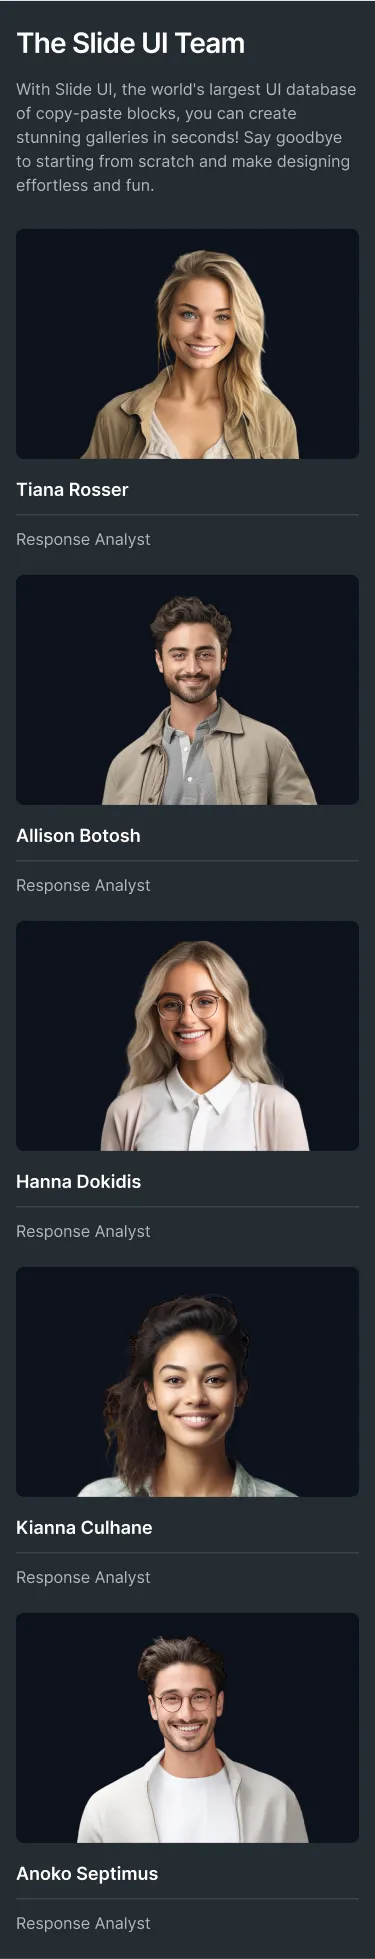 The Slide UI Team
With Slide UI, the world's largest UI database
of copy-paste blocks, you can create
stunning galleries in seconds! Say goodbye
to starting from scratch and make designing
effortless and fun.
Tiana Rosser
Response Analyst
Allison Botosh
Response Analyst
Hanna Dokidis
Response Analyst
Kianna Culhane
Response Analyst
Anoko Septimus
Response Analyst